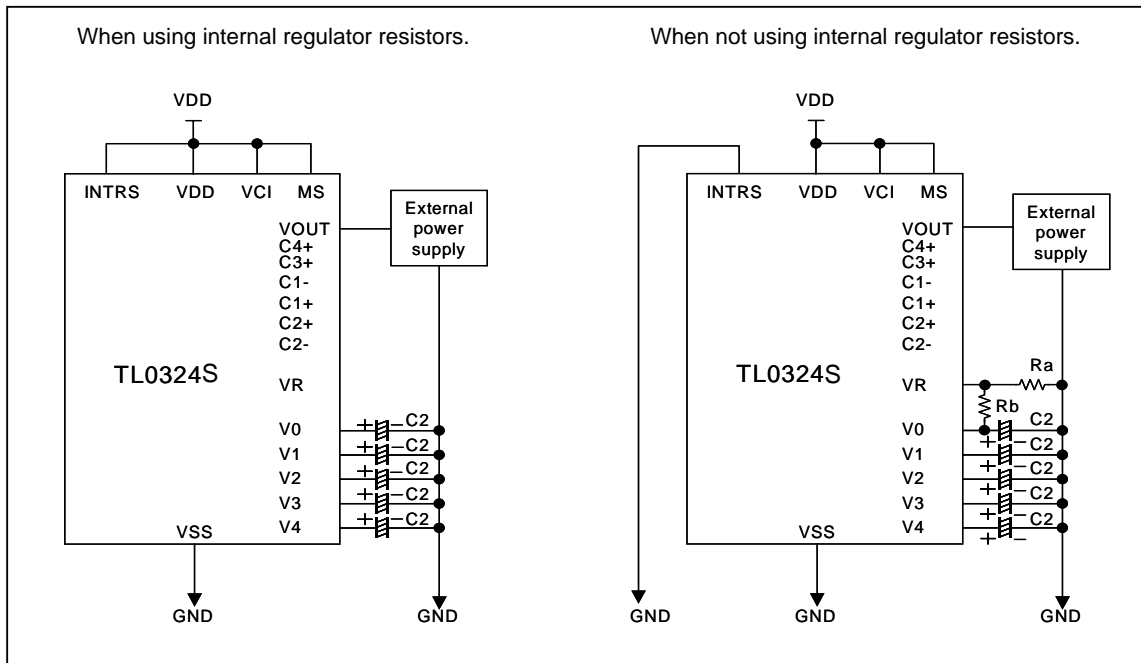 When using internal regulator resistors.
VDD
INTRS VDD VCI MS
VOUT
C4+
C3+
C1-
C1+
C2+
C2-
External
power
supply
TL0324S
VR
V0 + - C2
V1 + - C2
V2 + - C2
V3 + - C2
V4 + - C2
VSS
GND GND
When not using internal regulator resistors.
VDD
INTRS VDD VCI MS
VOUT
C4+
C3+
C1-
C1+
C2+
C2-
External
power
supply
TL0324S
VR Ra
Rb
V0 C2
+ -
V1 C2
+ -
V2 C2
+ -
V3 C2
+ -
V4 C2
+ -
VSS
GND GND GND